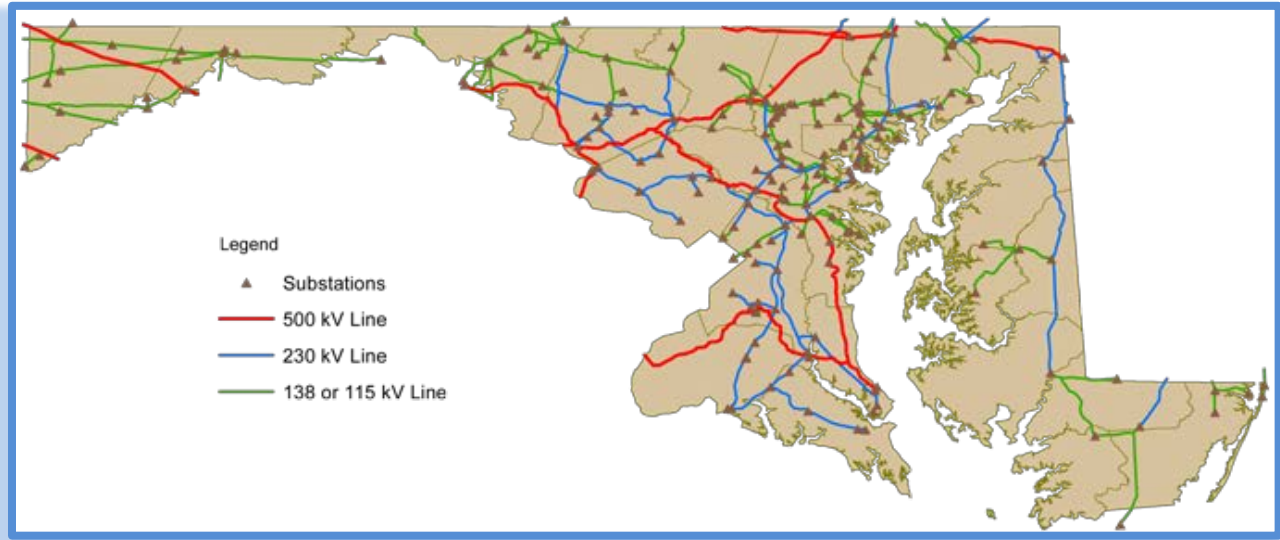 Legend
Substations
500 kV Line
230 kV Line
138 or 115 kV Line